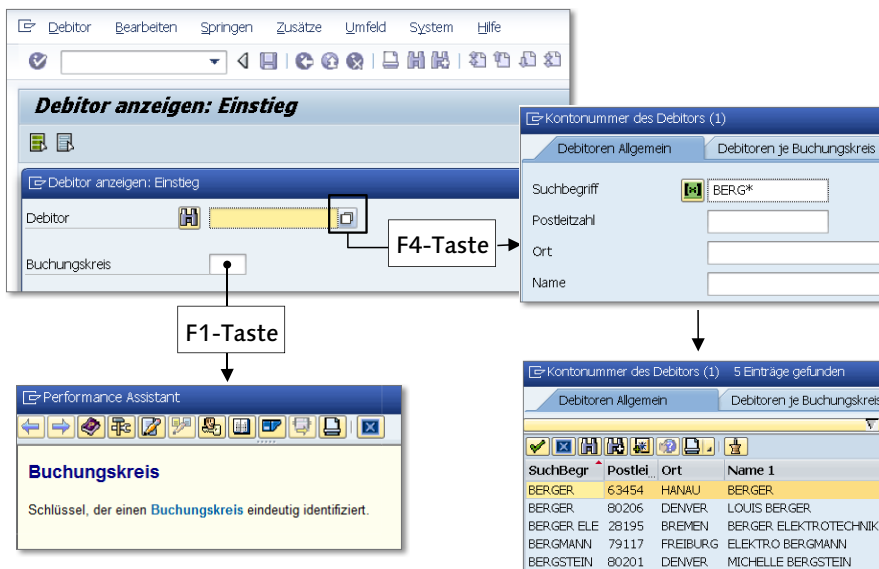 Debitor Bearbeiten Springen Zusätze Umfeld System Hilfe
Debitor anzeigen: Einstieg
Debitor anzeigen: Einstieg
Debitor
Buchungskreis
F4-Taste
F1-Taste
Kontonummer des Debitors (1)
Debitoren Allgemein Debitoren je Buchungskreis
Suchbegriff BERG*
Postleitzahl
Ort
Name
Performance Assistant
Buchungskreis
Schlüssel, der einen Buchungskreis eindeutig identifiziert.
Kontonummer des Debitors (1) 5 Einträge gefunden
Debitoren Allgemein Debitoren je Buchungskreis
SuchBegr Postlei... Ort Name 1
BERGER 63454 HANAU BERGER
BERGER 80206 DENVER LOUIS BERGER
BERGER ELE 28195 BREMEN BERGER ELEKTROTECHNIK
BERGMANN 79117 FREIBURG ELEKTRO BERGMANN
BERGSTEIN 80201 DENVER MICHELLE BERGSTEIN